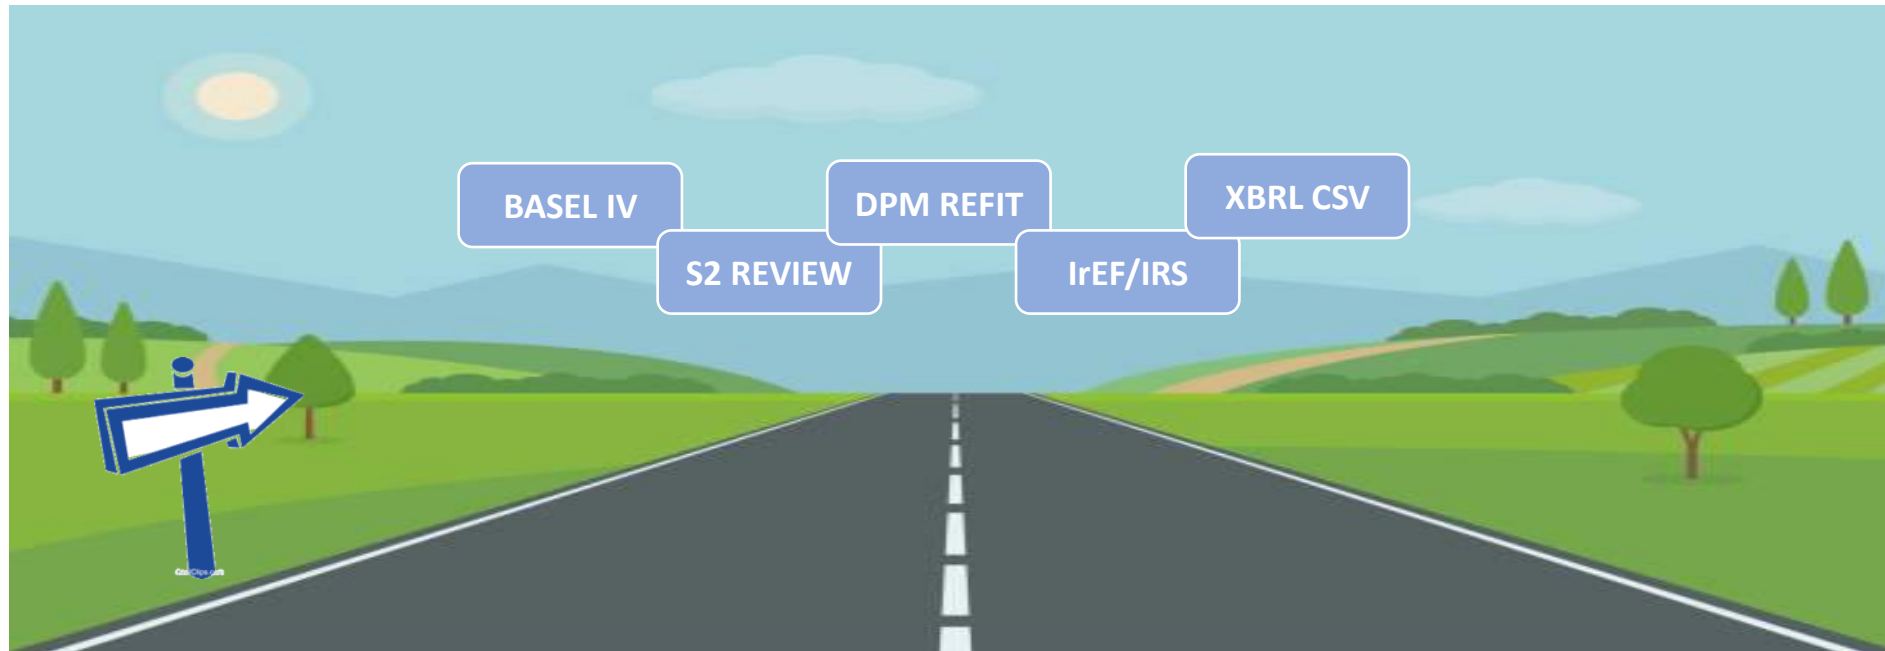 BASEL IV
S2 REVIEW
DPM REFIT
IrEF/IRS
XBRL CSV